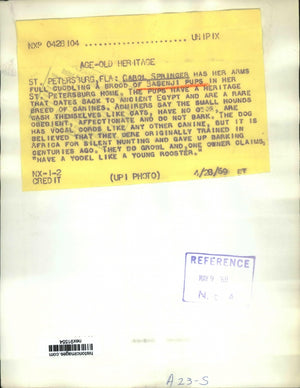 NXP 0428104 ...... UNIPIX
AGE-OLD HERITAGE
ST. PETERSBURG, FLA: CAROL SPRINGER HAS HER ARMS
FULL CUDDLING A BROOD OF BASENJI PUPS IN HER
ST. PETERSBURG HOME. THE PUPS HAVE A HERITAGE
THAT DATES BACK TO ANCIENT EGYPT AND ARE A RARE
BREED OF CANINES. ADMIRERS SAY THE SMALL HOUNDS
WASH THEMSELVES LIKE CATS, HAVE NO ODOR, ARE
OBEDIENT, AFFECTIONATE AND DO NOT BARK. THE DOG
HAS VOCAL CORDS LIKE ANY OTHER CANINE, BUT IT IS
BELIEVED THAT THEY WERE ORIGINALLY TRAINED IN
AFRICA FOR SILENT HUNTING AND GAVE UP BARKING
CENTURIES AGO. THEY DO GROWL AND, ONE OWNER CLAIMS,
"HAVE A YODEL LIKE A YOUNG ROOSTER."
NX-1-2
CREDIT (UPI PHOTO) 4/28/59 ET
REFERENCE
N. E. A.
historicimages.com
A23-S